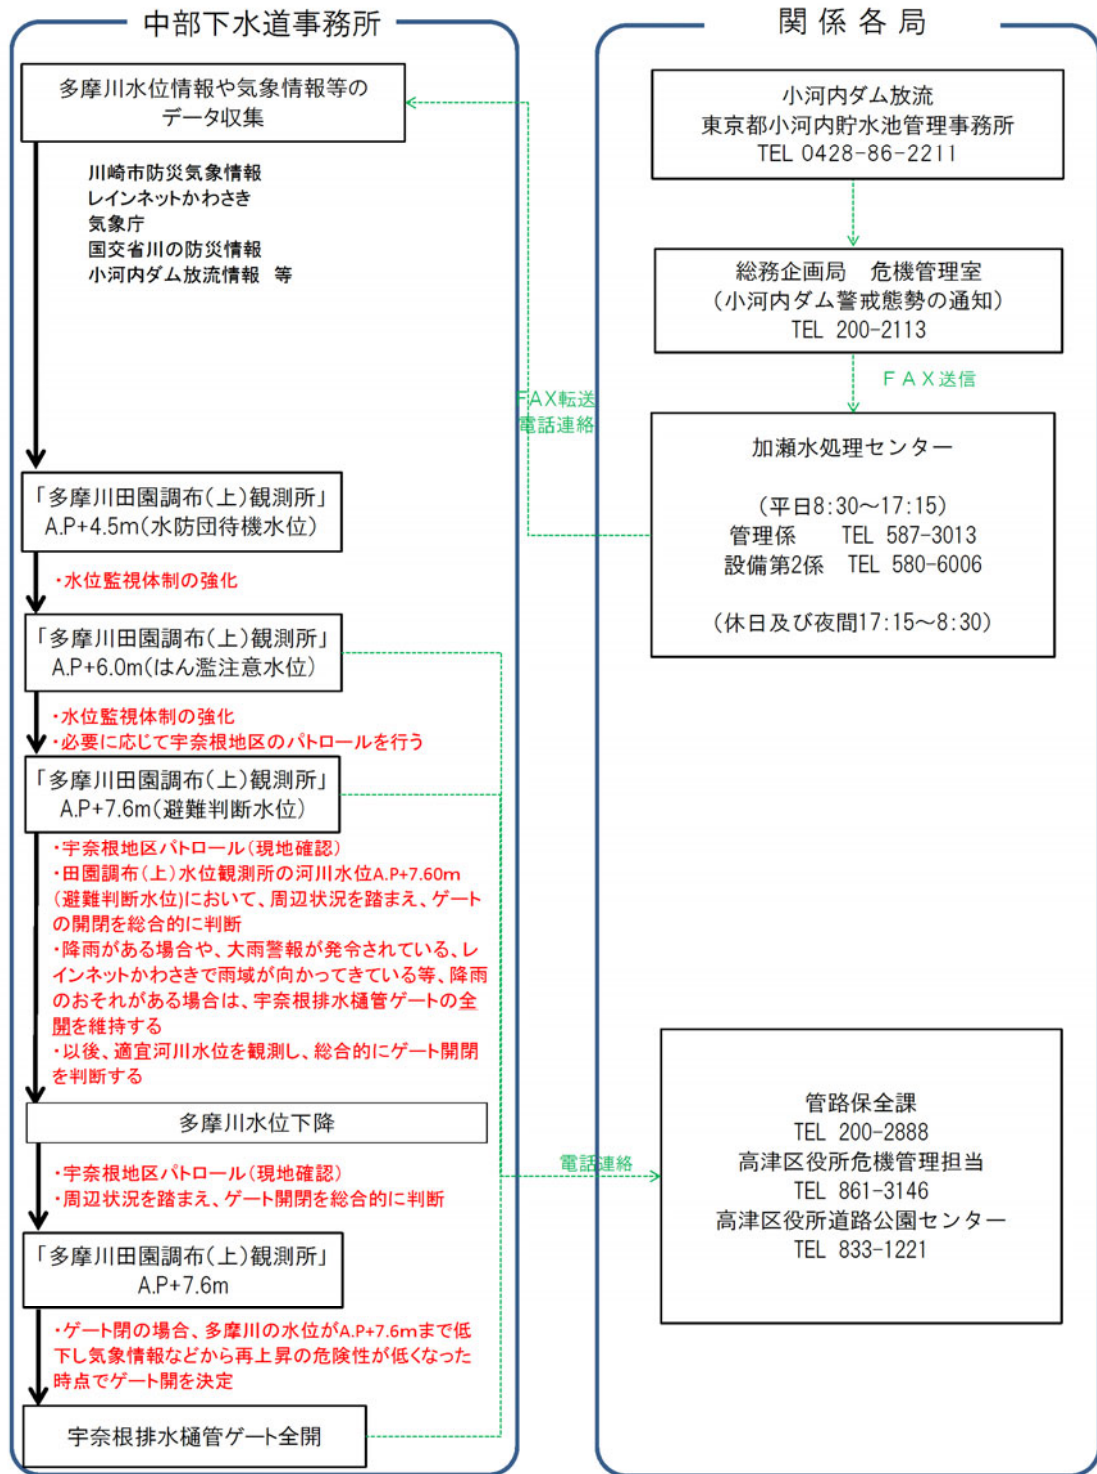 中部下水道事務所
多摩川水位情報や気象情報等の
データ収集
川崎市防災気象情報
レインネットかわさき
気象庁
国交省川の防災情報
小河内ダム放流情報 等
「多摩川田園調布(上)観測所」
A.P+4.5m(水防団待機水位)
・水位監視体制の強化
「多摩川田園調布(上)観測所」
A.P+6.0m(はん濫注意水位)
・水位監視体制の強化
・必要に応じて宇奈根地区のパトロールを行う
「多摩川田園調布(上)観測所」
A.P+7.6m(避難判断水位)
・宇奈根地区パトロール(現地確認)
・田園調布(上)水位観測所の河川水位A.P+7.60m
(避難判断水位)において、周辺状況を踏まえ、ゲート
の開閉を総合的に判断
・降雨がある場合や、大雨警報が発令されている、レ
インネットかわさきで雨域が向かってきている等、降雨
のおそれがある場合は、宇奈根排水樋管ゲートの全
開を維持する
・以後、適宜河川水位を観測し、総合的にゲート開閉
を判断する
多摩川水位下降
・宇奈根地区パトロール(現地確認)
・周辺状況を踏まえ、ゲート開閉を総合的に判断
「多摩川田園調布(上)観測所」
A.P+7.6m
・ゲート閉の場合、多摩川の水位がA.P+7.6mまで低
下し気象情報などから再上昇の危険性が低くなった
時点でゲート開を決定
宇奈根排水樋管ゲート全開
FAX転送
電話連絡
電話連絡
関係各局
小河内ダム放流
東京都小河内貯水池管理事務所
TEL 0428-86-2211
総務企画局 危機管理室
(小河内ダム警戒態勢の通知)
TEL 200-2113
FAX送信
加瀬水処理センター
(平日8:30~17:15)
管理係 TEL 587-3013
設備第2係 TEL 580-6006
(休日及び夜間17:15~8:30)
管路保全課
TEL 200-2888
高津区役所危機管理担当
TEL 861-3146
高津区役所道路公園センター
TEL 833-1221